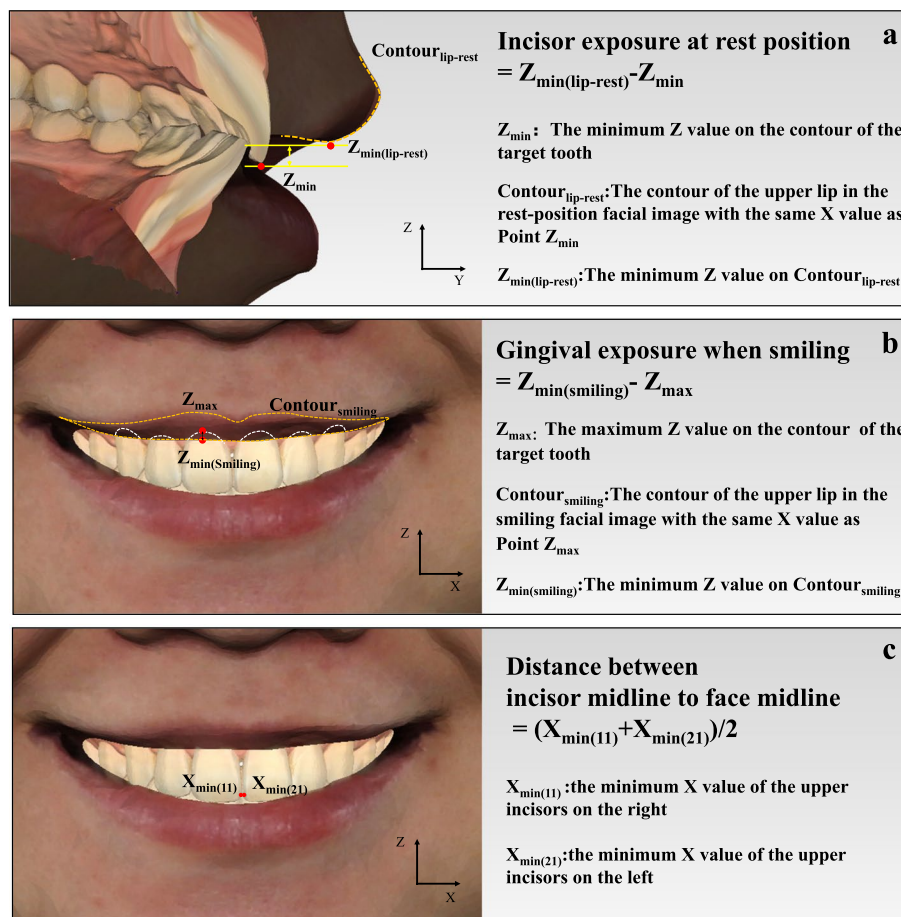 a
Incisor exposure at rest position
= Zmin(lip-rest)-Zmin
Zmin：The minimum Z value on the contour of the
target tooth
Contourlip-rest:The contour of the upper lip in the
rest-position facial image with the same X value as
Point Zmin
Zmin(lip-rest):The minimum Z value on Contourlip-rest
Contourlip-rest
Zmin(lip-rest)
Zmin
Z
Y
b
Gingival exposure when smiling
= Zmin(smiling)- Zmax
Zmax: The maximum Z value on the contour of the
target tooth
Contoursmiling:The contour of the upper lip in the
smiling facial image with the same X value as
Point Zmax
Zmin(smiling):The minimum Z value on Contoursmiling
Zmax
Contoursmiling
Zmin(Smiling)
Z
X
c
Distance between
incisor midline to face midline
= (Xmin(11)+Xmin(21))/2
Xmin(11) :the minimum X value of the upper
incisors on the right
Xmin(21):the minimum X value of the upper
incisors on the left
Xmin(11) Xmin(21)
Z
X